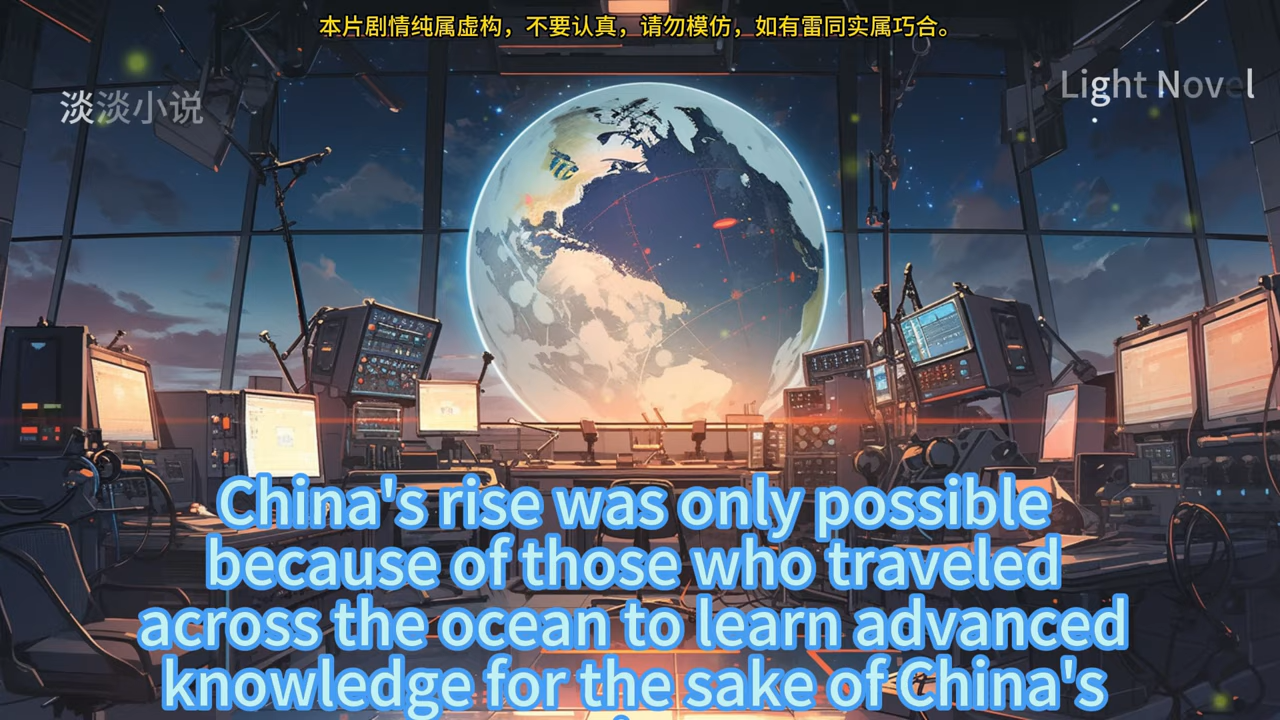 本片剧情纯属虚构，不要认真，请勿模仿，如有雷同实属巧合。
淡淡小说
Light Novel
China's rise was only possible
because of those who traveled
across the ocean to learn advanced
knowledge for the sake of China's